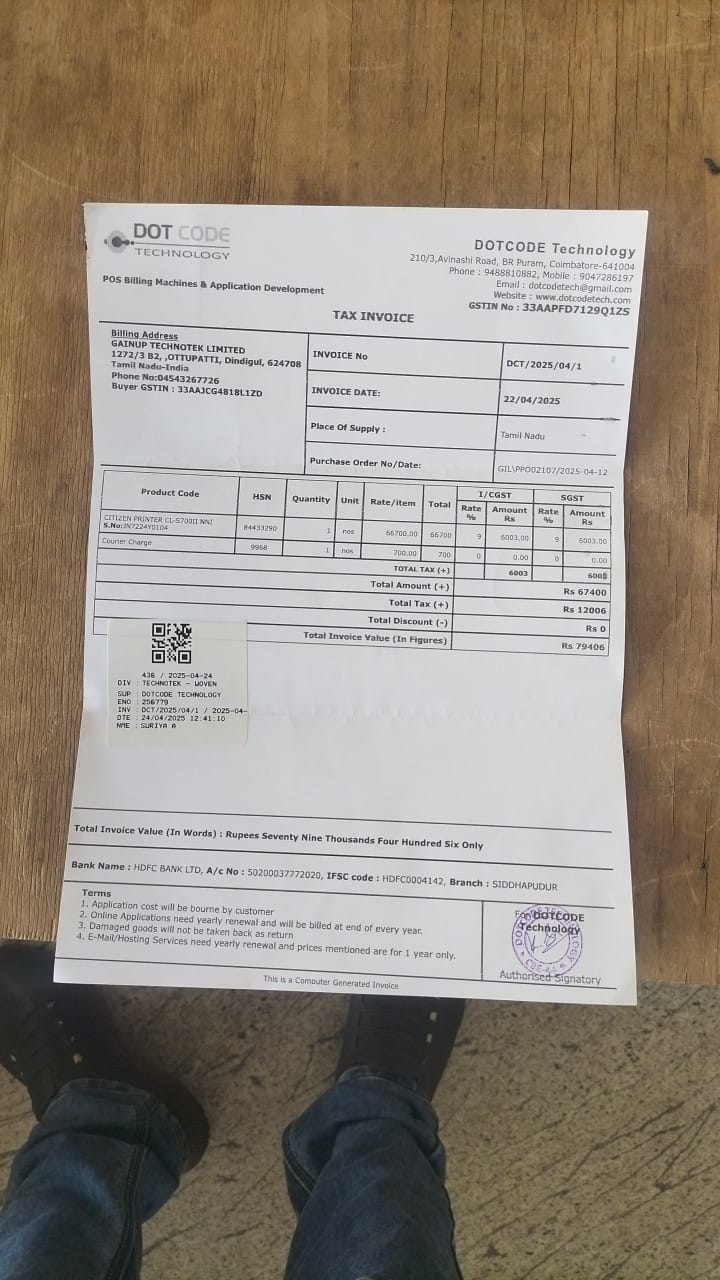 DOT CODE
TECHNOLOGY
POS Billing Machines & Application Development
DOTCODE Technology
210/3,Avinashi Road, BR Puram, Coimbatore-641004
Phone : 9488810882, Mobile : 9047286197
Email : dotcodetech@gmail.com
Website : www.dotcodetech.com
GSTIN No : 33AAPFD7129Q1ZS
TAX INVOICE
Billing Address
GAINUP TECHNOTEK LIMITED
1272/3 B2, ,OTTUPATTI, Dindigul, 624708
Tamil Nadu-India
Phone No:04543267726
Buyer GSTIN : 33AAJCG4818L1ZD
INVOICE No DCT/2025/04/1
INVOICE DATE: 22/04/2025
Place Of Supply : Tamil Nadu
Purchase Order No/Date: GIL\PPO02107/2025-04-12
Product Code HSN Quantity Unit Rate/item Total I/CGST SGST
Rate % Amount Rs Rate % Amount Rs
CITIZEN PRINTER CL-S700II NNI 84433290 1 nos 66700.00 66700 9 6003.00 9 6003.00
S.No:JN7224Y0104
Courier Charge 9968 1 nos 700.00 700 0 0.00 0 0.00
TOTAL TAX (+) 6003 6003
Total Amount (+) Rs 67400
Total Tax (+) Rs 12006
Total Discount (-) Rs 0
Total Invoice Value (In Figures) Rs 79406
436 / 2025-04-24
DIV : TECHNOTEK - WOVEN
SUP : DOTCODE TECHNOLOGY
ENO : 256779
INV : DCT/2025/04/1 / 2025-04-
DTE : 24/04/2025 12:41:10
NME : SURIYA A
Total Invoice Value (In Words) : Rupees Seventy Nine Thousands Four Hundred Six Only
Bank Name : HDFC BANK LTD, A/c No : 50200037772020, IFSC code : HDFC0004142, Branch : SIDDHAPUDUR
Terms
1. Application cost will be bourne by customer
2. Online Applications need yearly renewal and will be billed at end of every year.
3. Damaged goods will not be taken back as return
4. E-Mail/Hosting Services need yearly renewal and prices mentioned are for 1 year only.
For DOTCODE
Technology
Authorised Signatory
This is a Computer Generated Invoice